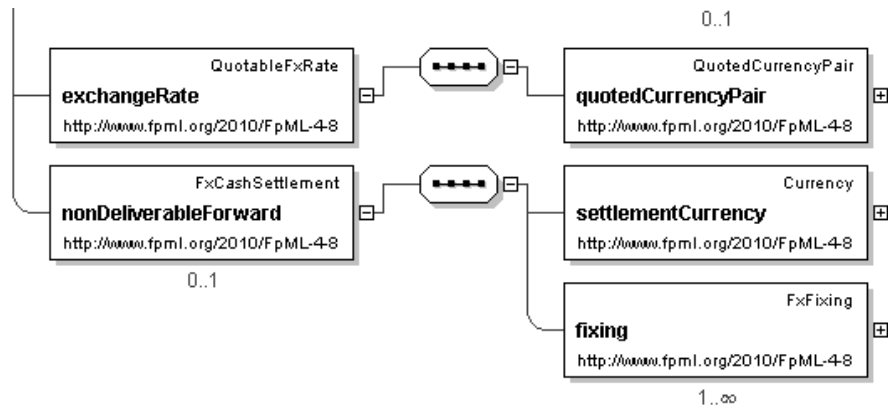 0..1
QuotableFxRate
exchangeRate
http://www.fpml.org/2010/FpML-4-8
QuotedCurrencyPair
quotedCurrencyPair
http://www.fpml.org/2010/FpML-4-8
FxCashSettlement
nonDeliverableForward
http://www.fpml.org/2010/FpML-4-8
0..1
Currency
settlementCurrency
http://www.fpml.org/2010/FpML-4-8
FxFixing
fixing
http://www.fpml.org/2010/FpML-4-8
1..∞